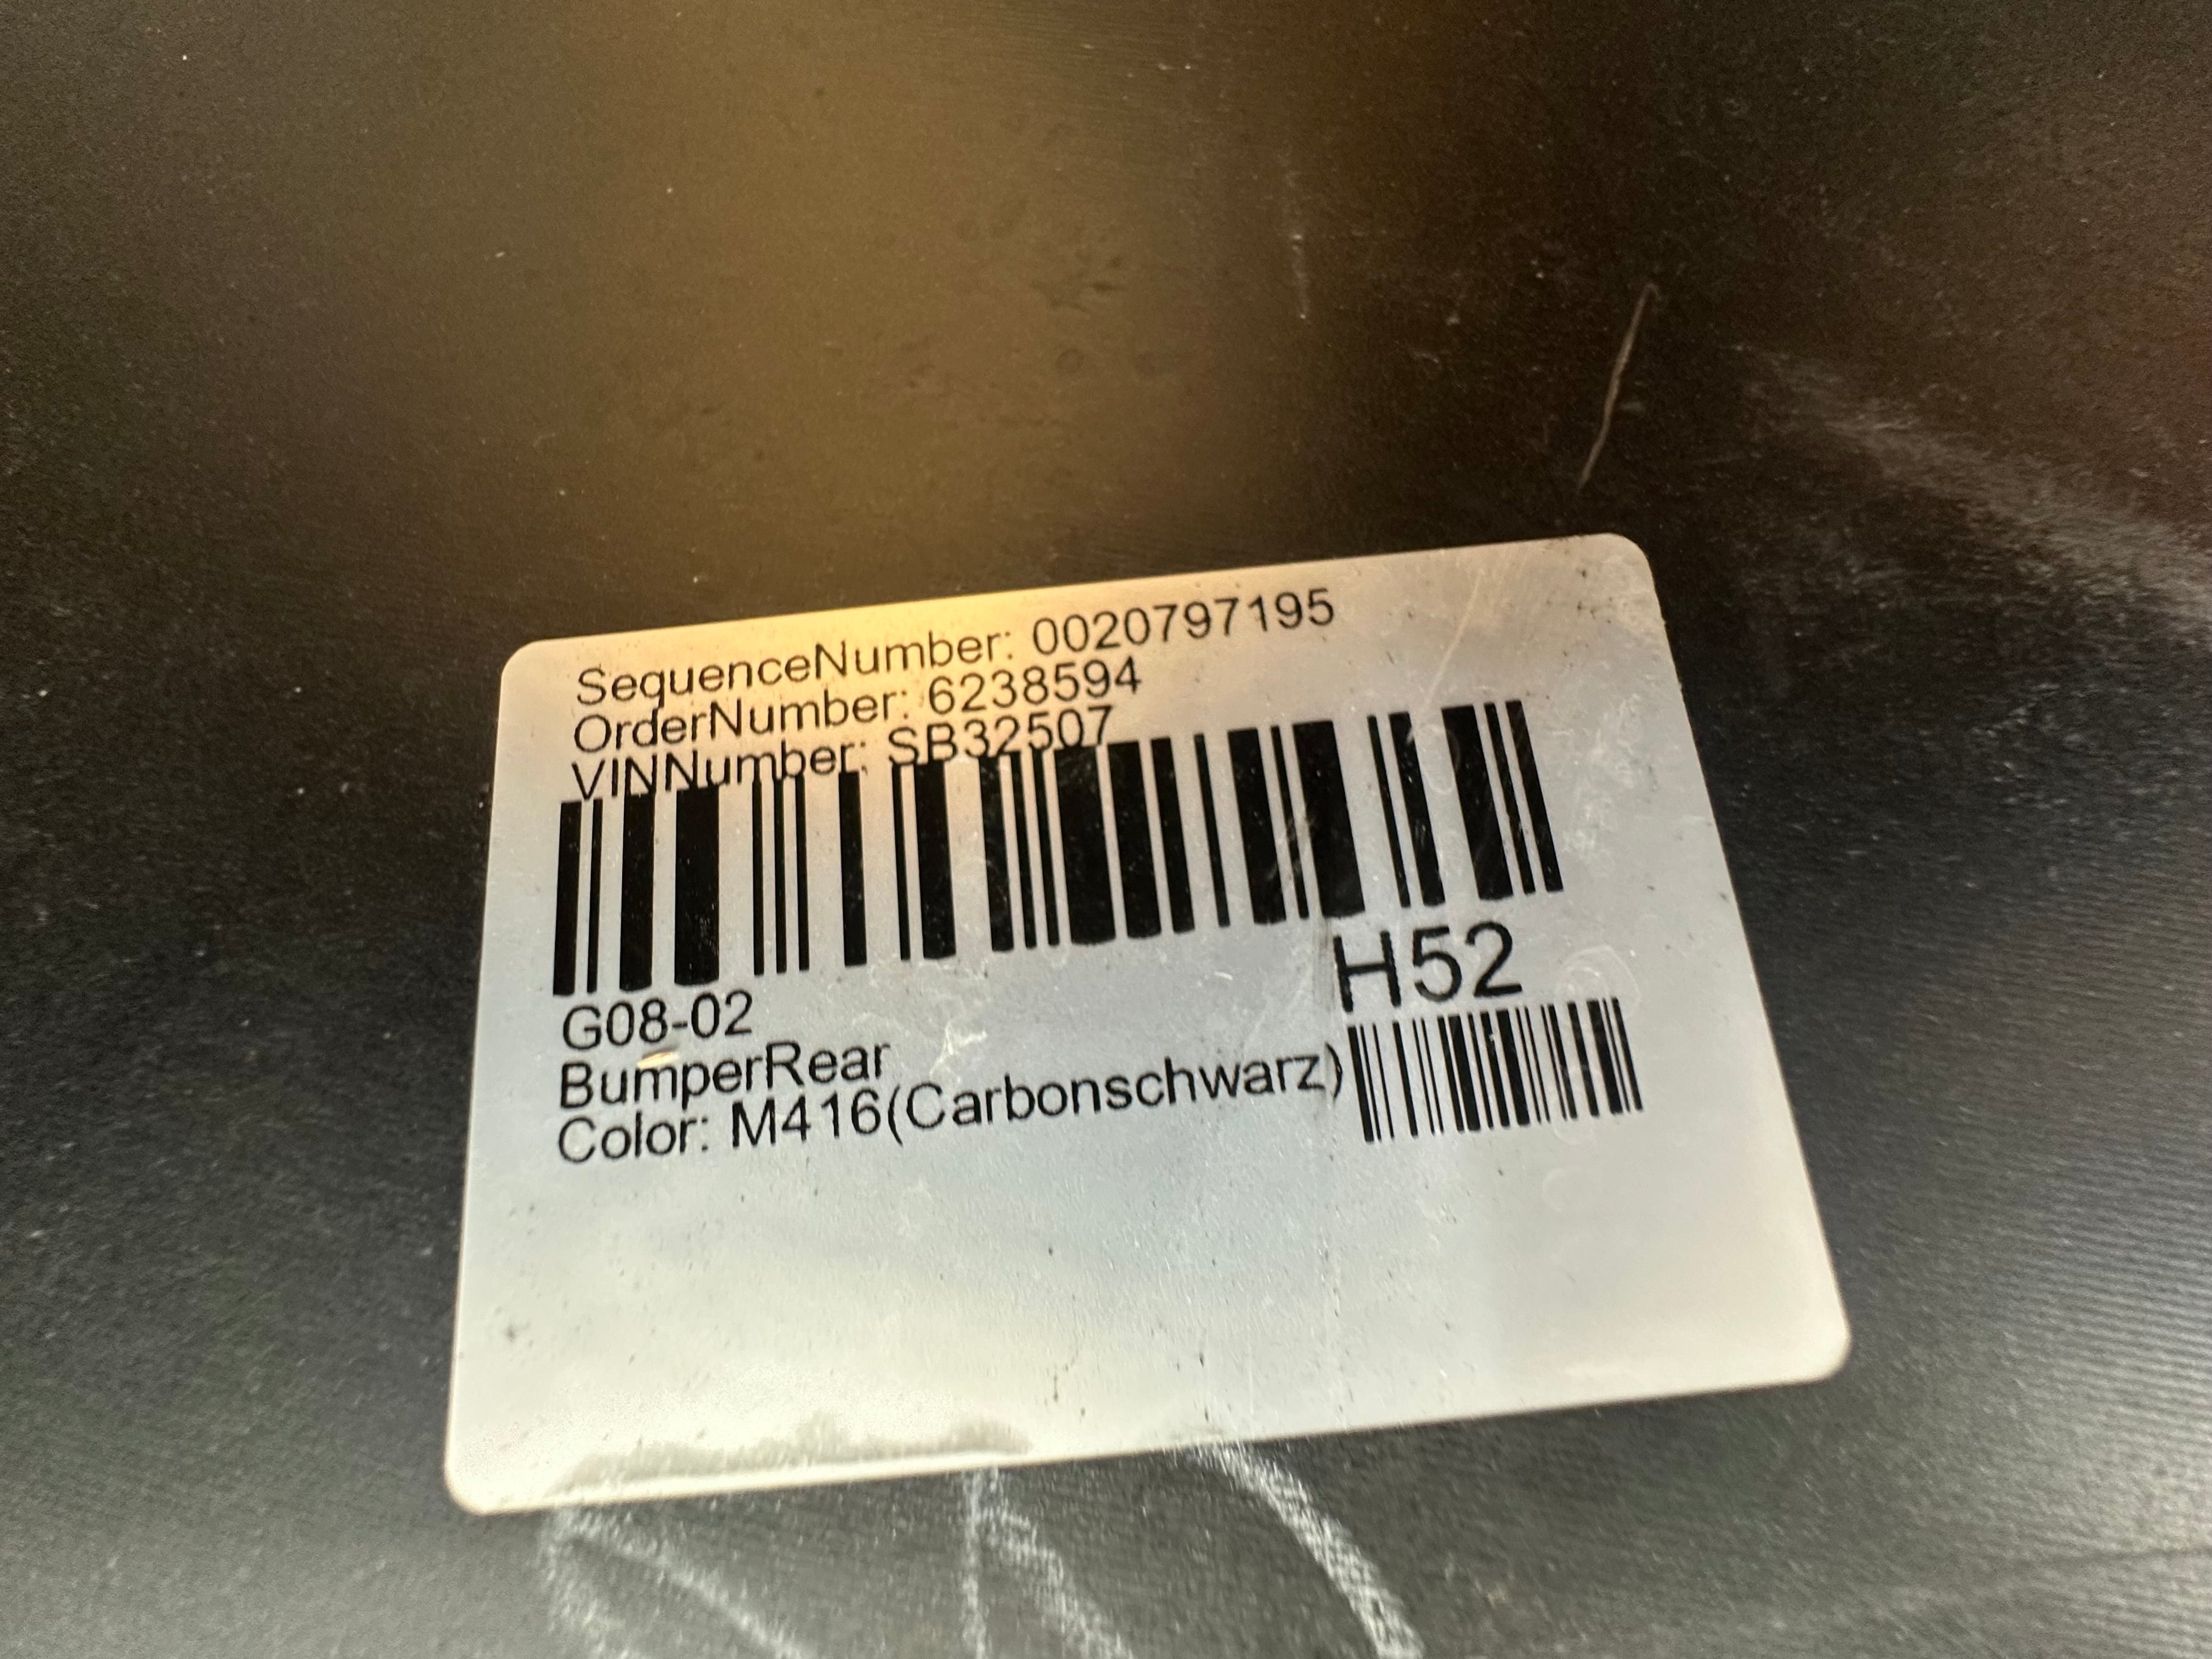 SequenceNumber: 0020797195
OrderNumber: 6238594
VINNumber: SB32507
H52
G08-02
BumperRear
Color: M416(Carbonschwarz)